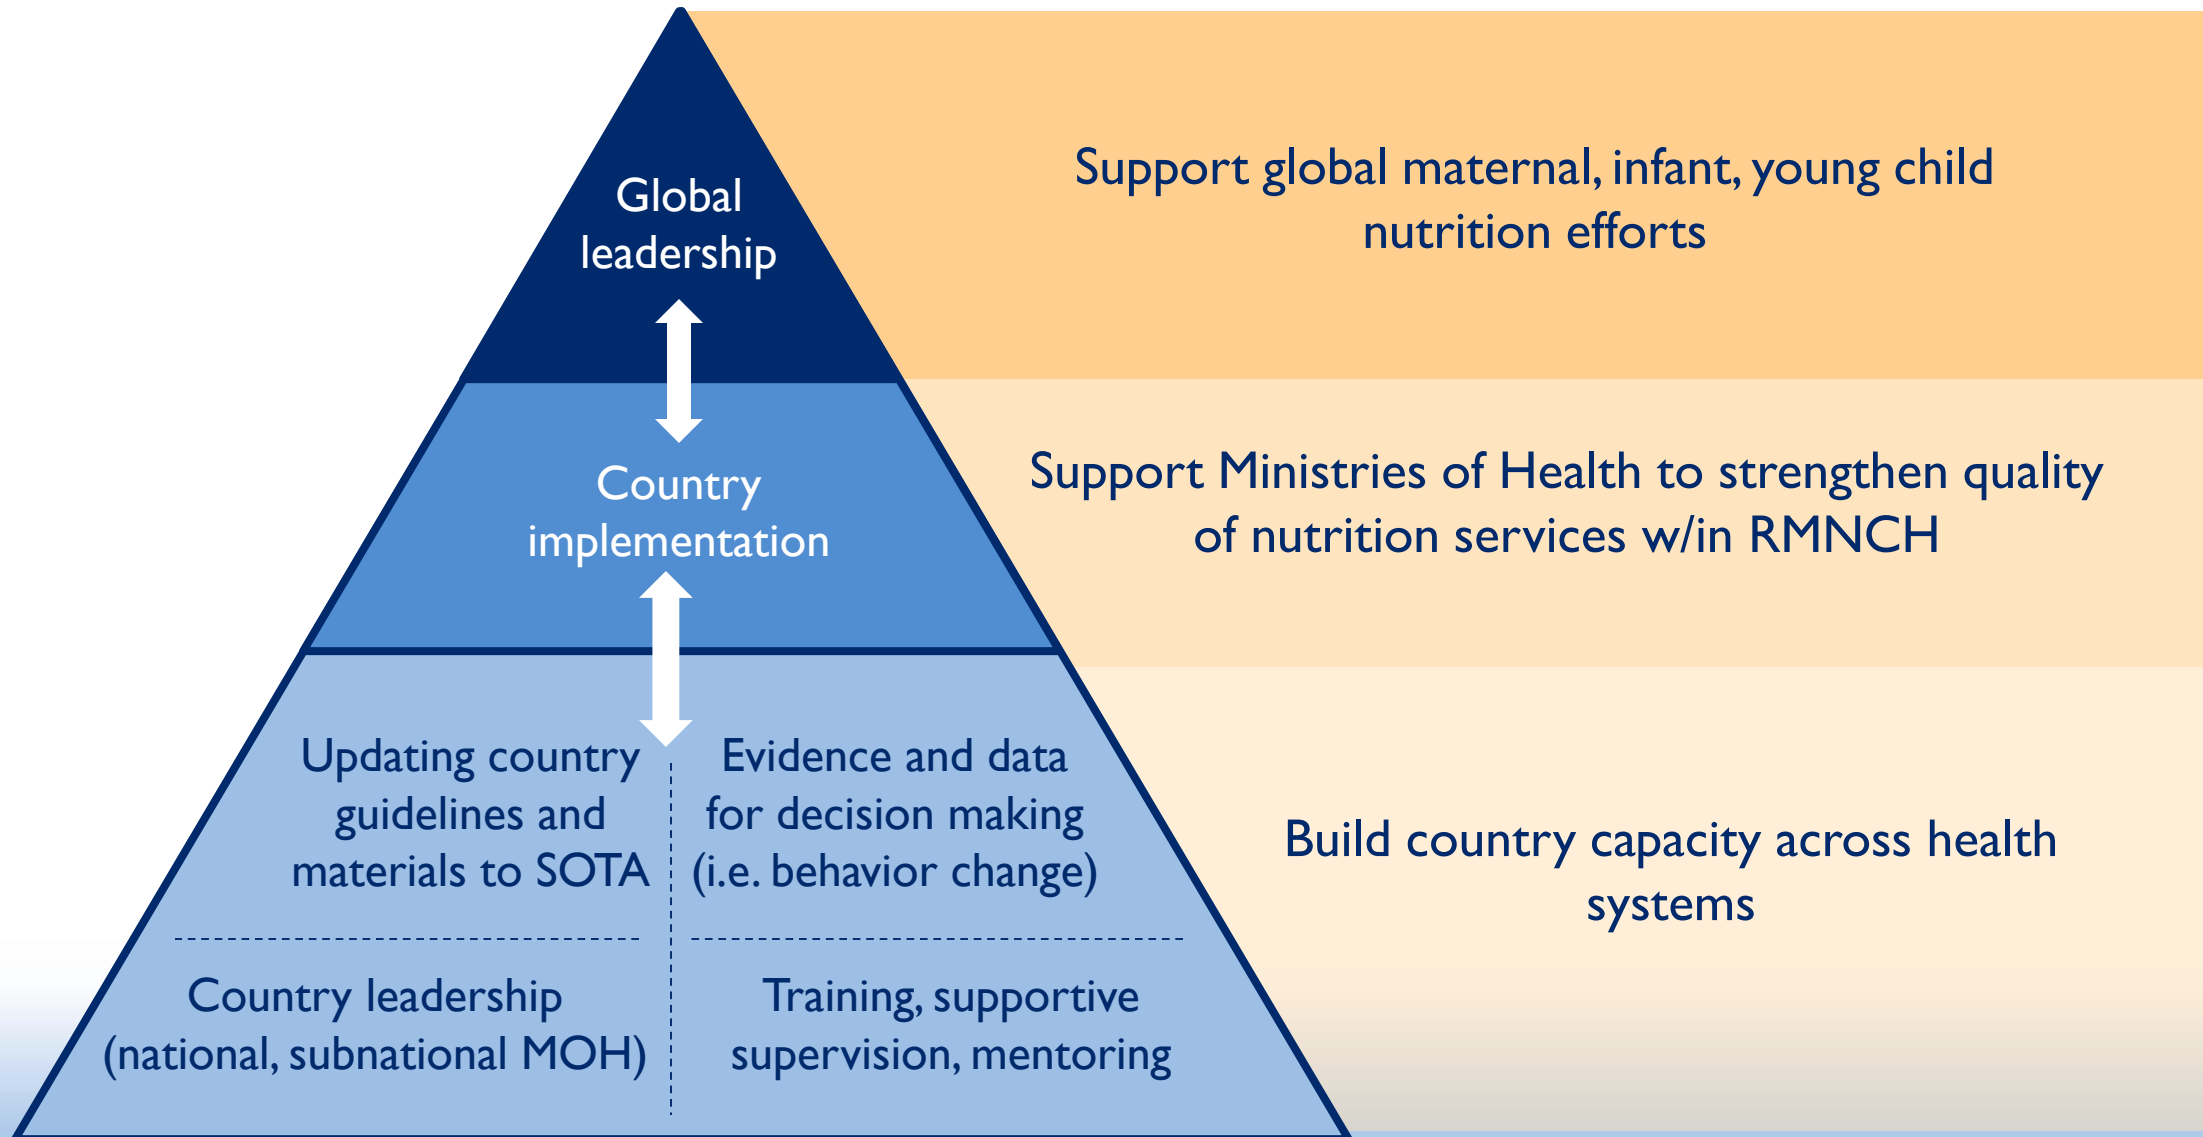 Global
leadership
Support global maternal, infant, young child
nutrition efforts
Country
implementation
Support Ministries of Health to strengthen quality
of nutrition services w/in RMNCH
Updating country
guidelines and
materials to SOTA
Evidence and data
for decision making
(i.e. behavior change)
Country leadership
(national, subnational MOH)
Training, supportive
supervision, mentoring
Build country capacity across health
systems